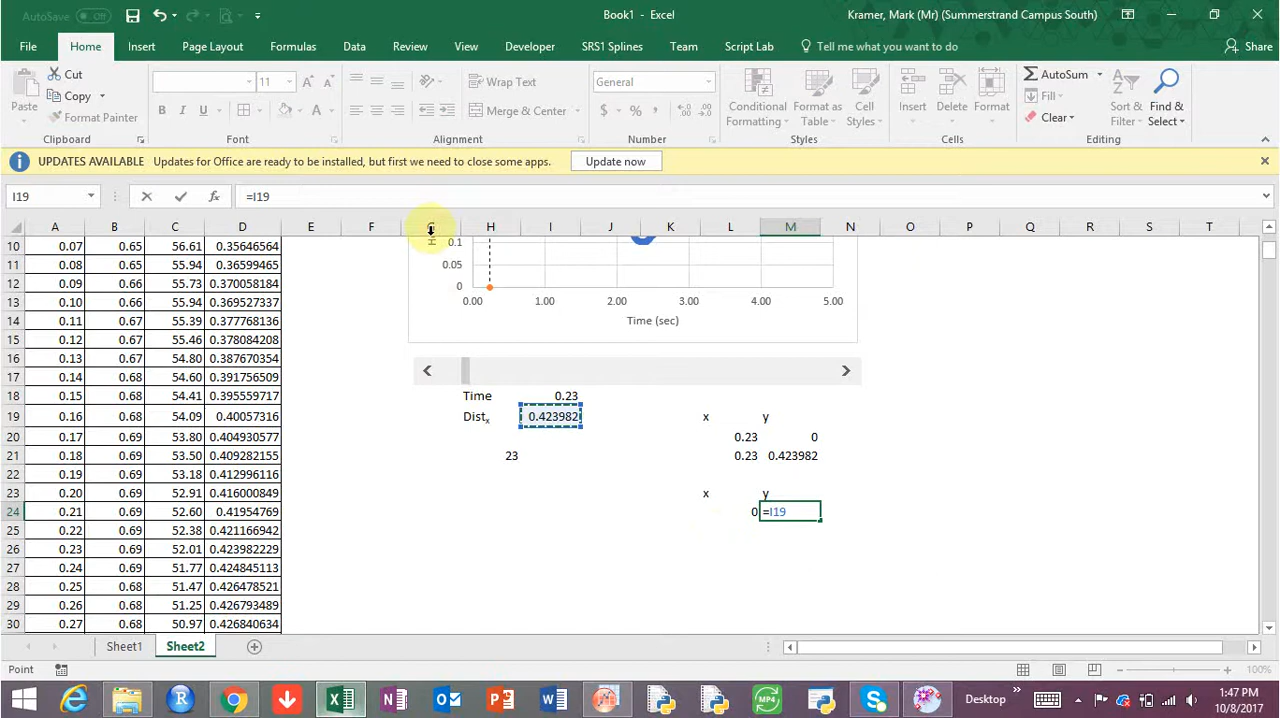 AutoSave Off Book1 - Excel Kramer, Mark (Mr) (Summerstrand Campus South)
File Home Insert Page Layout Formulas Data Review View Developer SRS1 Splines Team Script Lab Tell me what you want to do Share
Paste Cut Copy Format Painter
11
B I U A
Wrap Text
Merge & Center
General
$ % ,
Conditional Formatting Format as Table Cell Styles
Insert Delete Format
AutoSum Fill Clear
Sort & Filter Find & Select
Clipboard Font Alignment Number Styles Cells Editing
UPDATES AVAILABLE Updates for Office are ready to be installed, but first we need to close some apps. Update now
I19 fx =I19
A B C D E F G H I J K L M N O P Q R S T
10 0.07 0.65 56.61 0.35646564 0.1
11 0.08 0.65 55.94 0.36599465 0.05
12 0.09 0.66 55.73 0.370058184 0
13 0.10 0.66 55.94 0.369527337 0.00 1.00 2.00 3.00 4.00 5.00
14 0.11 0.67 55.39 0.377768136 Time (sec)
15 0.12 0.67 55.46 0.378084208
16 0.13 0.67 54.80 0.387670354
17 0.14 0.68 54.60 0.391756509
18 0.15 0.68 54.41 0.395559717 Time 0.23
19 0.16 0.68 54.09 0.40057316 Distx 0.423982 x y
20 0.17 0.69 53.80 0.404930577 0.23 0
21 0.18 0.69 53.50 0.409282155 23 0.23 0.423982
22 0.19 0.69 53.18 0.412996116
23 0.20 0.69 52.91 0.416000849 x y
24 0.21 0.69 52.60 0.41954769 0 =I19
25 0.22 0.69 52.38 0.421166942
26 0.23 0.69 52.01 0.423982229
27 0.24 0.69 51.77 0.424845113
28 0.25 0.68 51.47 0.426478521
29 0.26 0.68 51.25 0.426793489
30 0.27 0.68 50.97 0.426840634
Sheet1 Sheet2
Point 100%
Desktop 1:47 PM
10/8/2017